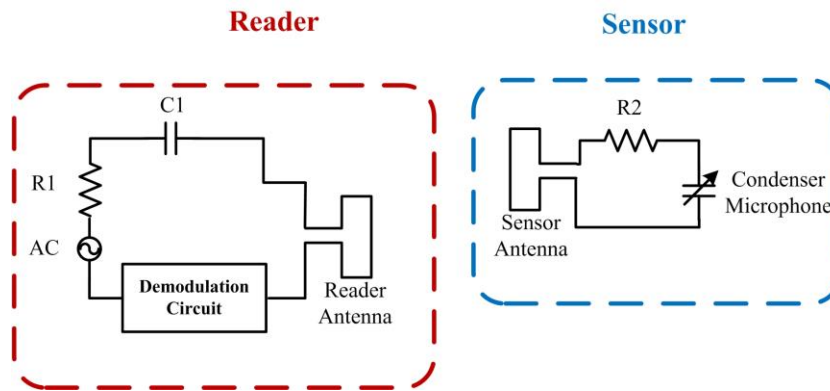 Reader
Sensor
C1
R1
AC
Demodulation
Circuit
Reader
Antenna
R2
Sensor
Antenna
Condenser
Microphone